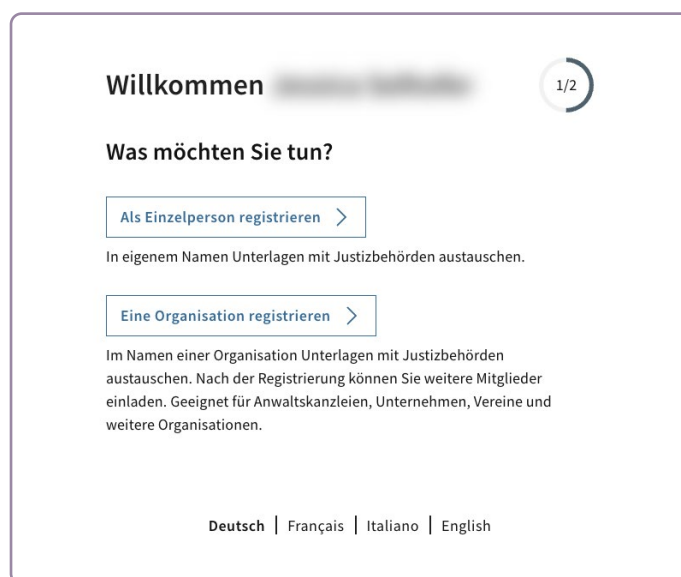 Willkommen
1/2
Was möchten Sie tun?
Als Einzelperson registrieren
In eigenem Namen Unterlagen mit Justizbehörden austauschen.
Eine Organisation registrieren
Im Namen einer Organisation Unterlagen mit Justizbehörden
austauschen. Nach der Registrierung können Sie weitere Mitglieder
einladen. Geeignet für Anwaltskanzleien, Unternehmen, Vereine und
weitere Organisationen.
Deutsch | Français | Italiano | English